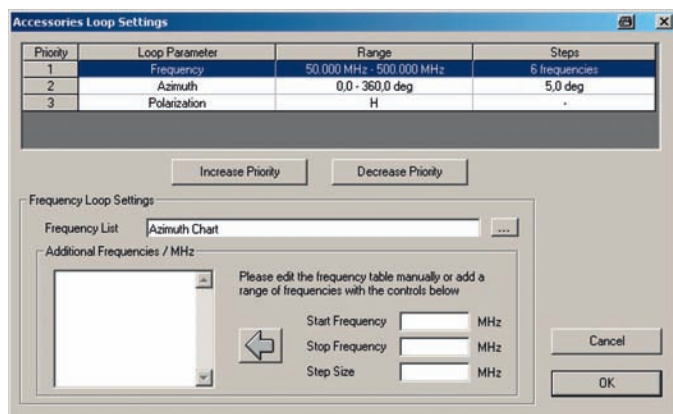 Accessories Loop Settings
Priority Loop Parameter Range Steps
1 Frequency 50.000 MHz - 500.000 MHz 6 frequencies
2 Azimuth 0,0 - 360,0 deg 5,0 deg
3 Polarization H -
Increase Priority Decrease Priority
Frequency Loop Settings
Frequency List Azimuth Chart ...
Additional Frequencies / MHz
Please edit the frequency table manually or add a
range of frequencies with the controls below
Start Frequency MHz
Stop Frequency MHz
Step Size MHz
Cancel
OK